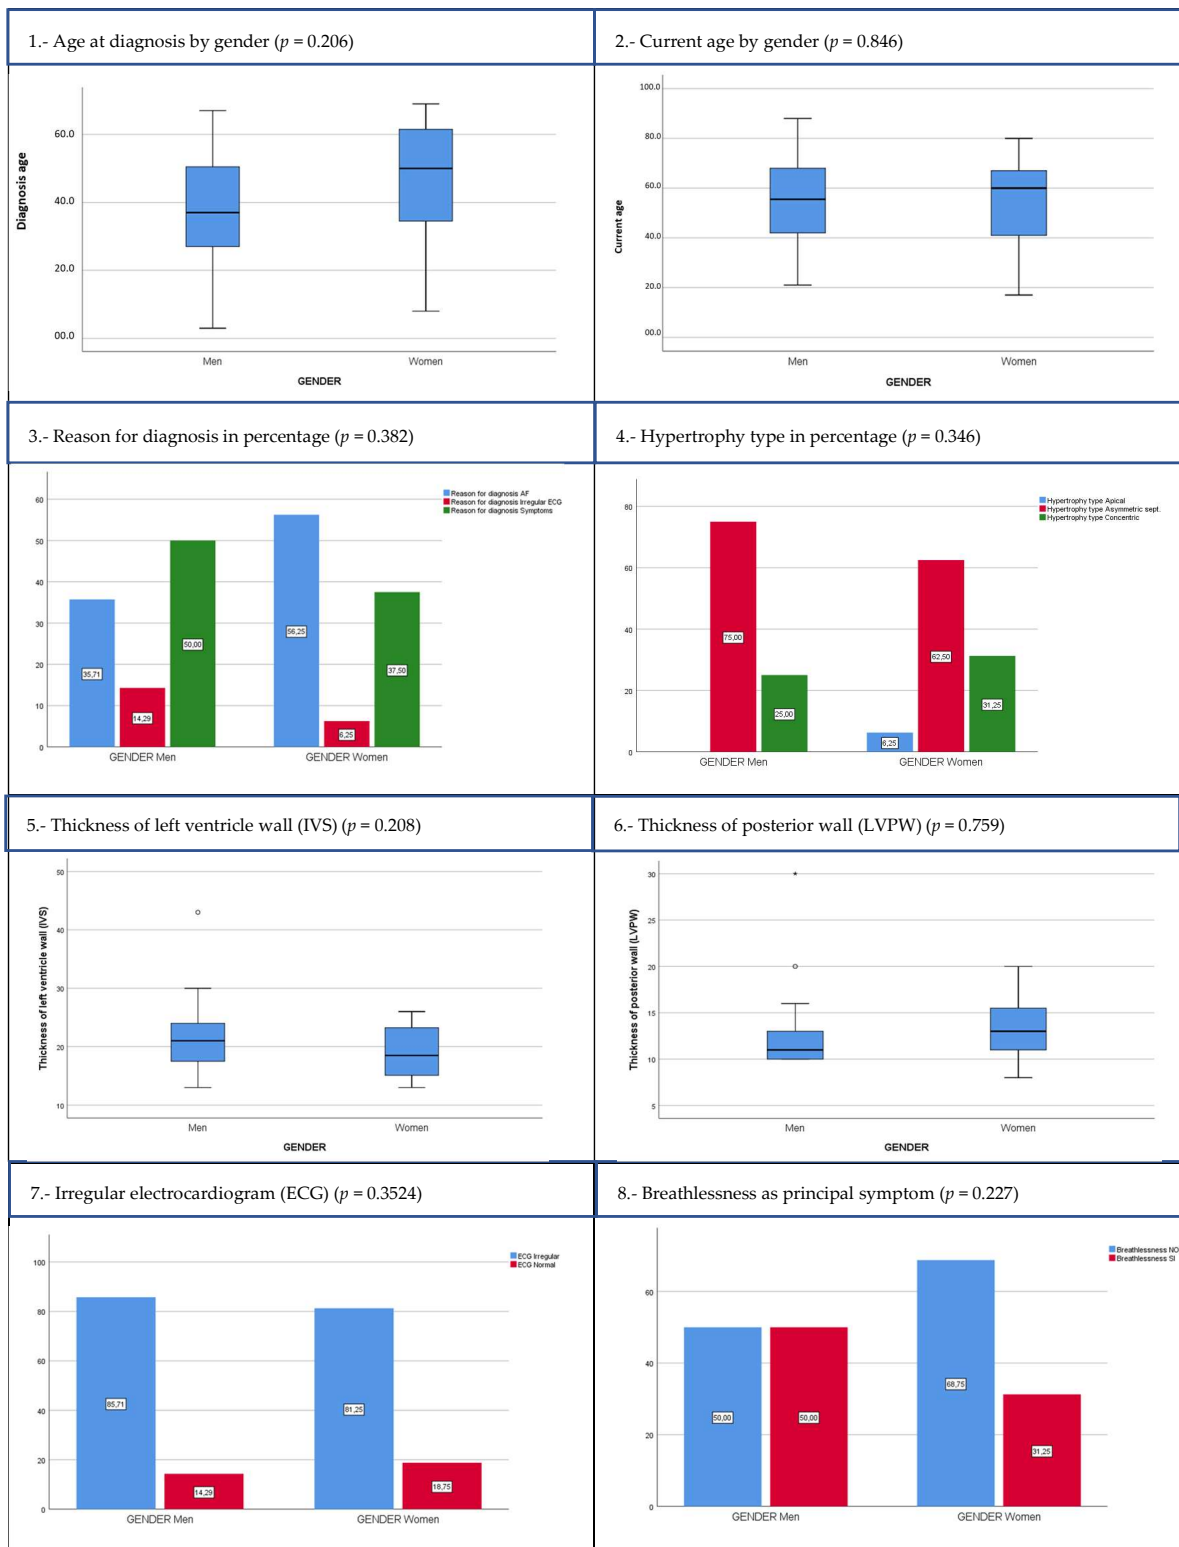 1.- Age at diagnosis by gender (p = 0.206)
2.- Current age by gender (p = 0.846)
Diagnosis age
60.0
40.0
20.0
00.0
Men
Women
GENDER
Current age
100.0
80.0
60.0
40.0
20.0
00.0
Men
Women
GENDER
3.- Reason for diagnosis in percentage (p = 0.382)
4.- Hypertrophy type in percentage (p = 0.346)
Reason for diagnosis AF
Reason for diagnosis Irregular ECG
Reason for diagnosis Symptoms
60
50
40
30
20
10
0
35,71
14,29
50,00
56,25
6,25
37,50
GENDER Men
GENDER Women
Hypertrophy type Apical
Hypertrophy type Asymmetric sept.
Hypertrophy type Concentric
80
60
40
20
0
75,00
25,00
6,25
62,50
31,25
GENDER Men
GENDER Women
5.- Thickness of left ventricle wall (IVS) (p = 0.208)
6.- Thickness of posterior wall (LVPW) (p = 0.759)
Thickness of left ventricle wall (IVS)
50
40
30
20
10
Men
Women
GENDER
Thickness of posterior wall (LVPW)
30
25
20
15
10
5
Men
Women
GENDER
7.- Irregular electrocardiogram (ECG) (p = 0.3524)
8.- Breathlessness as principal symptom (p = 0.227)
ECG Irregular
ECG Normal
100
80
60
40
20
0
85,71
14,29
81,25
18,75
GENDER Men
GENDER Women
Breathlessness NO
Breathlessness SI
60
40
20
0
50,00
50,00
68,75
31,25
GENDER Men
GENDER Women